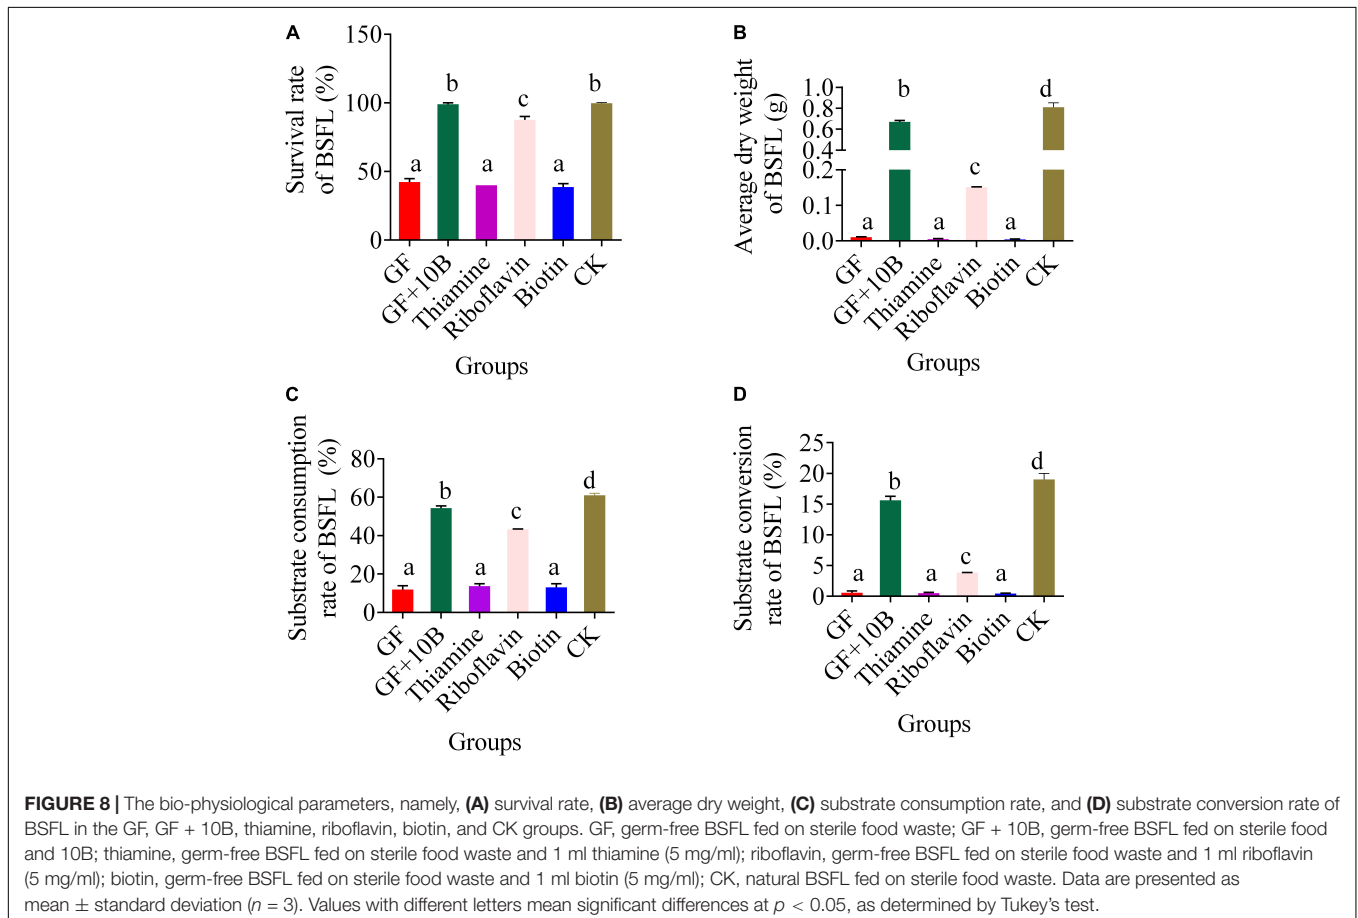 A
Survival rate
of BSFL (%)
150
100
50
0
a
b
a
c
a
b
GF
GF+10B
Thiamine
Riboflavin
Biotin
CK
Groups
B
Average dry weight
of BSFL (g)
1.0
0.8
0.6
0.4
0.2
0.1
0.0
a
b
a
c
a
d
GF
GF+10B
Thiamine
Riboflavin
Biotin
CK
Groups
C
Substrate consumption
rate of BSFL (%)
80
60
40
20
0
a
b
a
c
a
d
GF
GF+10B
Thiamine
Riboflavin
Biotin
CK
Groups
D
Substrate conversion
rate of BSFL (%)
25
20
15
10
5
0
a
b
a
c
a
d
GF
GF+10B
Thiamine
Riboflavin
Biotin
CK
Groups
FIGURE 8 | The bio-physiological parameters, namely, (A) survival rate, (B) average dry weight, (C) substrate consumption rate, and (D) substrate conversion rate of
BSFL in the GF, GF + 10B, thiamine, riboflavin, biotin, and CK groups. GF, germ-free BSFL fed on sterile food waste; GF + 10B, germ-free BSFL fed on sterile food
and 10B; thiamine, germ-free BSFL fed on sterile food waste and 1 ml thiamine (5 mg/ml); riboflavin, germ-free BSFL fed on sterile food waste and 1 ml riboflavin
(5 mg/ml); biotin, germ-free BSFL fed on sterile food waste and 1 ml biotin (5 mg/ml); CK, natural BSFL fed on sterile food waste. Data are presented as
mean ± standard deviation (n = 3). Values with different letters mean significant differences at p < 0.05, as determined by Tukey's test.